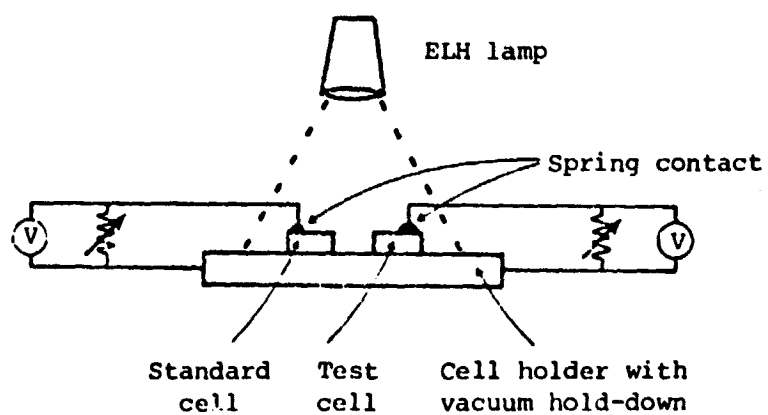 ELH lamp
Spring contact
V
V
Standard
cell
Test
cell
Cell holder with
vacuum hold-down